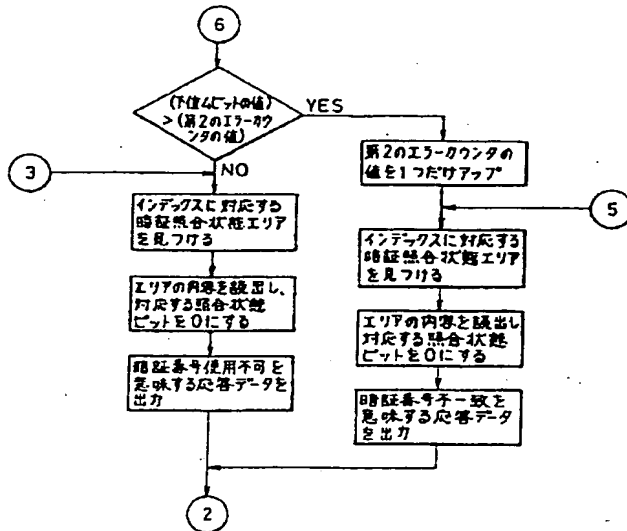 6
(下位4ビットの値)
>(第2のエラーカウ
ンタの値)
YES
NO
3
第2のエラーカウンタの
値を1つだけアップ
5
インデックスに対応する
暗証照合状態エリア
を見つける
エリアの内容を読出し、
対応する照合状態
ビットを0にする
暗証番号使用不可を
意味する応答データを
出力
インデックスに対応する
暗証照合状態エリア
を見つける
エリアの内容を読出し
対応する照合状態
ビットを0にする
暗証番号不一致を
意味する応答データ
を出力
2